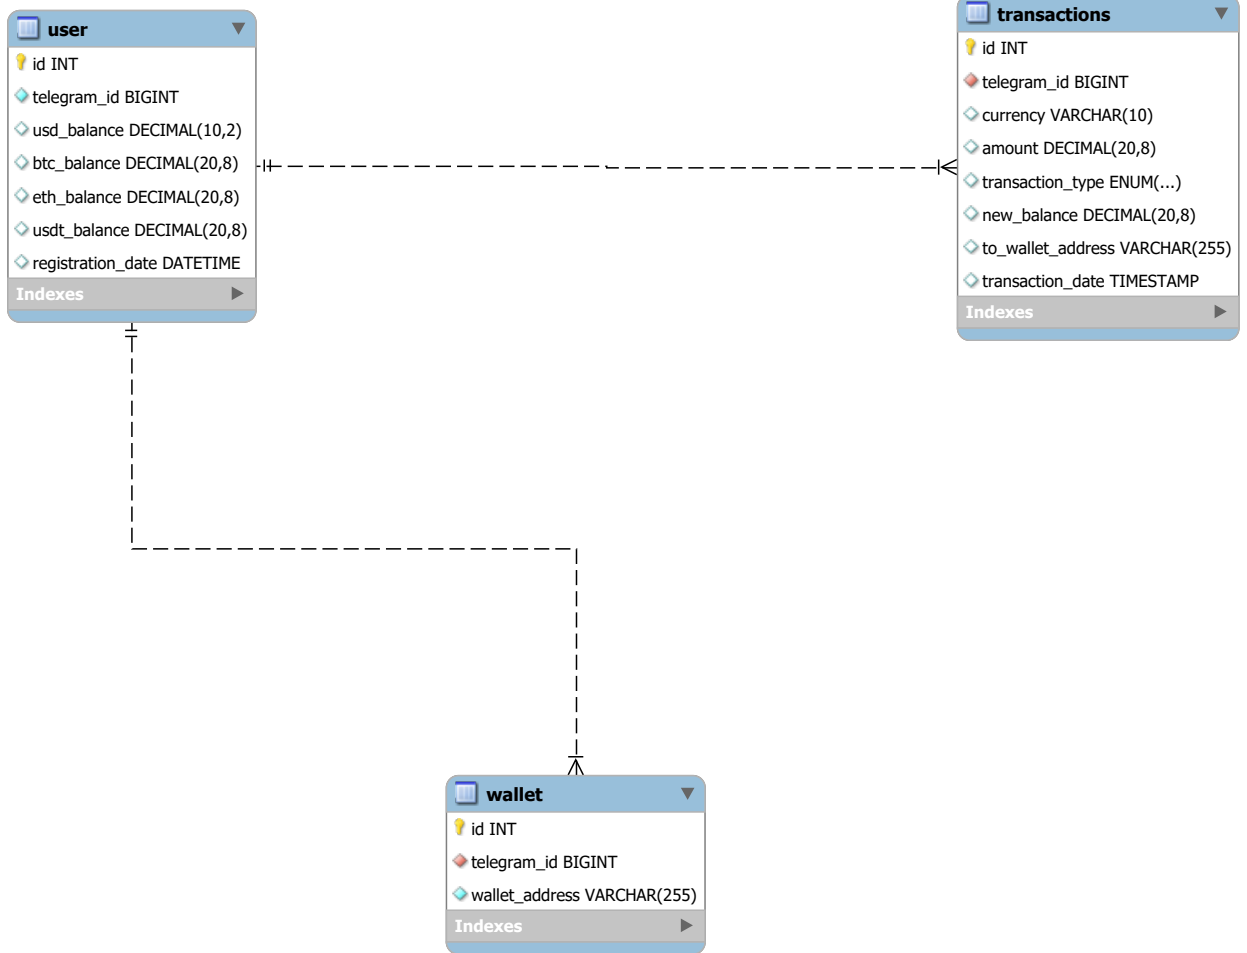 user
id INT
telegram_id BIGINT
usd_balance DECIMAL(10,2)
btc_balance DECIMAL(20,8)
eth_balance DECIMAL(20,8)
usdt_balance DECIMAL(20,8)
registration_date DATETIME
Indexes
transactions
id INT
telegram_id BIGINT
currency VARCHAR(10)
amount DECIMAL(20,8)
transaction_type ENUM(...)
new_balance DECIMAL(20,8)
to_wallet_address VARCHAR(255)
transaction_date TIMESTAMP
Indexes
wallet
id INT
telegram_id BIGINT
wallet_address VARCHAR(255)
Indexes